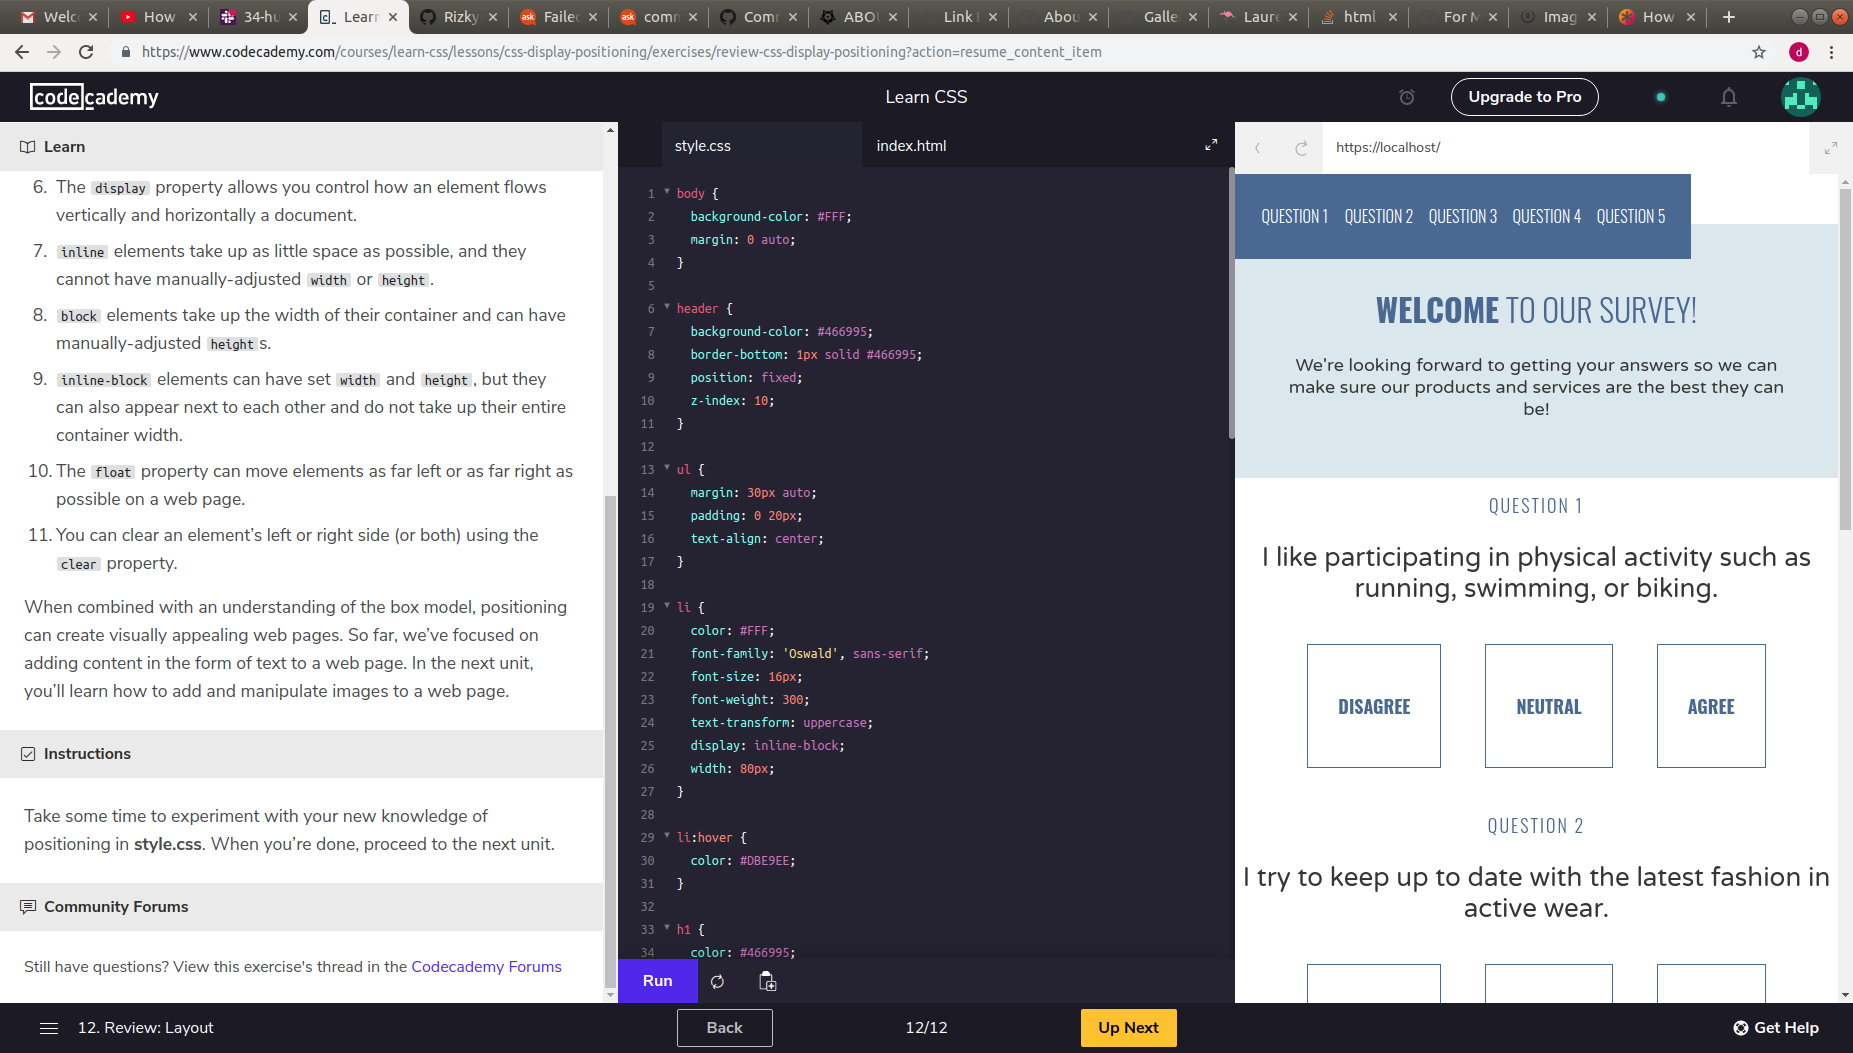 Welc
How
34-hu
Learn
Rizky
Failed
comm
Com
ABOU
Link
Abou
Galle
Laure
html
For M
Imag
How
https://www.codecademy.com/courses/learn-css/lessons/css-display-positioning/exercises/review-css-display-positioning?action=resume_content_item
d
codecademy
Learn CSS
Upgrade to Pro
Learn
6. The display property allows you control how an element flows
vertically and horizontally a document.
7. inline elements take up as little space as possible, and they
cannot have manually-adjusted width or height.
8. block elements take up the width of their container and can have
manually-adjusted heights.
9. inline-block elements can have set width and height, but they
can also appear next to each other and do not take up their entire
container width.
10. The float property can move elements as far left or as far right as
possible on a web page.
11. You can clear an element's left or right side (or both) using the
clear property.
When combined with an understanding of the box model, positioning
can create visually appealing web pages. So far, we've focused on
adding content in the form of text to a web page. In the next unit,
you'll learn how to add and manipulate images to a web page.
Instructions
Take some time to experiment with your new knowledge of
positioning in style.css. When you're done, proceed to the next unit.
Community Forums
Still have questions? View this exercise's thread in the Codecademy Forums
style.css
index.html
1 body {
2 background-color: #FFF;
3 margin: 0 auto;
4 }
5
6 header {
7 background-color: #466995;
8 border-bottom: 1px solid #466995;
9 position: fixed;
10 z-index: 10;
11 }
12
13 ul {
14 margin: 30px auto;
15 padding: 0 20px;
16 text-align: center;
17 }
18
19 li {
20 color: #FFF;
21 font-family: 'Oswald', sans-serif;
22 font-size: 16px;
23 font-weight: 300;
24 text-transform: uppercase;
25 display: inline-block;
26 width: 80px;
27 }
28
29 li:hover {
30 color: #DBE9EE;
31 }
32
33 h1 {
34 color: #466995;
Run
https://localhost/
QUESTION 1 QUESTION 2 QUESTION 3 QUESTION 4 QUESTION 5
WELCOME TO OUR SURVEY!
We're looking forward to getting your answers so we can
make sure our products and services are the best they can
be!
QUESTION 1
I like participating in physical activity such as
running, swimming, or biking.
DISAGREE
NEUTRAL
AGREE
QUESTION 2
I try to keep up to date with the latest fashion in
active wear.
12. Review: Layout
Back
12/12
Up Next
Get Help